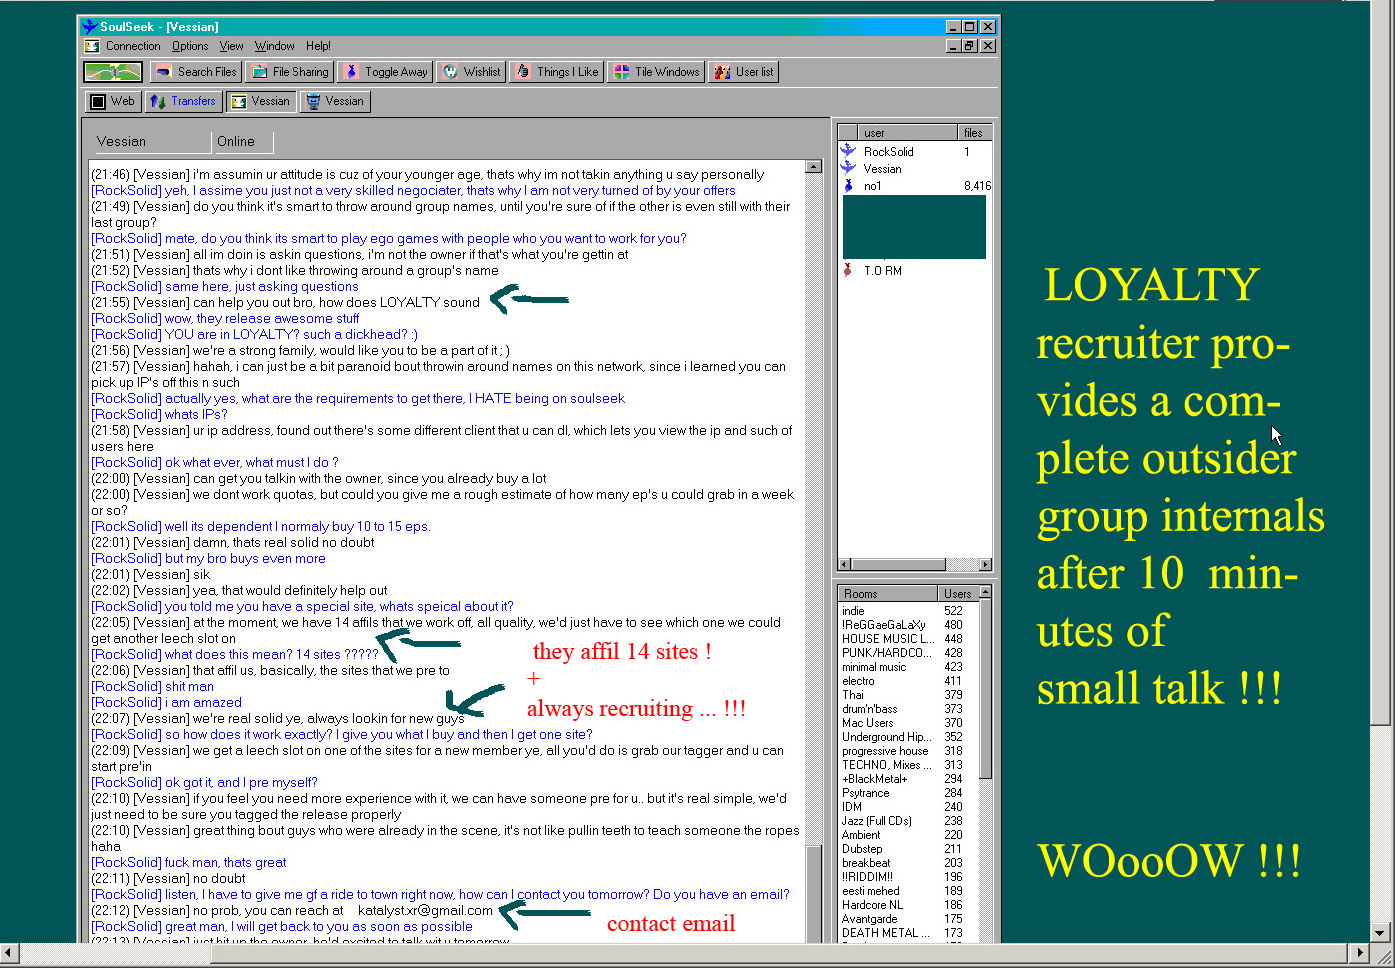 SoulSeek - [Vessian]
Connection Options View Window Help!
Search Files File Sharing Toggle Away Wishlist Things I Like Tile Windows User list
Web Transfers Vessian Vessian
Vessian Online
(21:46) [Vessian] i'm assumin ur attitude is cuz of your younger age, thats why im not takin anything u say personally
[RockSolid] yeh, I assime you just not a very skilled negociater, thats why I am not very turned of by your offers
(21:49) [Vessian] do you think it's smart to throw around group names, until you're sure of if the other is even still with their
last group?
[RockSolid] mate, do you think its smart to play ego games with people who you want to work for you?
(21:51) [Vessian] all im doin is askin questions, i'm not the owner if that's what you're gettin at
(21:52) [Vessian] thats why i dont like throwing around a group's name
[RockSolid] same here, just asking questions
(21:55) [Vessian] can help you out bro, how does LOYALTY sound
[RockSolid] wow, they release awesome stuff
[RockSolid] YOU are in LOYALTY? such a dickhead? :)
(21:56) [Vessian] we're a strong family, would like you to be a part of it ; )
(21:57) [Vessian] hahah, i can just be a bit paranoid bout throwin around names on this network, since i learned you can
pick up IP's off this n such
[RockSolid] actually yes, what are the requirements to get there, I HATE being on soulseek
[RockSolid] whats IPs?
(21:58) [Vessian] ur ip address, found out there's some different client that u can dl, which lets you view the ip and such of
users here
[RockSolid] ok what ever, what must I do ?
(22:00) [Vessian] can get you talkin with the owner, since you already buy a lot
(22:00) [Vessian] we dont work quotas, but could you give me a rough estimate of how many ep's u could grab in a week
or so?
[RockSolid] well its dependent I normaly buy 10 to 15 eps.
(22:01) [Vessian] damn, thats real solid no doubt
[RockSolid] but my bro buys even more
(22:01) [Vessian] sik
(22:02) [Vessian] yea, that would definitely help out
[RockSolid] you told me you have a special site, whats speical about it?
(22:05) [Vessian] at the moment, we have 14 affils that we work off, all quality, we'd just have to see which one we could
get another leech slot on
[RockSolid] what does this mean? 14 sites ?????
(22:06) [Vessian] that affil us, basically, the sites that we pre to
[RockSolid] shit man
[RockSolid] i am amazed
(22:07) [Vessian] we're real solid ye, always lookin for new guys
[RockSolid] so how does it work exactly? I give you what I buy and then I get one site?
(22:09) [Vessian] we get a leech slot on one of the sites for a new member ye, all you'd do is grab our tagger and u can
start pre'in
[RockSolid] ok got it, and I pre myself?
(22:10) [Vessian] if you feel you need more experience with it, we can have someone pre for u.. but it's real simple, we'd
just need to be sure you tagged the release properly
(22:10) [Vessian] great thing bout guys who were already in the scene, it's not like pullin teeth to teach someone the ropes
haha
[RockSolid] fuck man, thats great
(22:11) [Vessian] no doubt
[RockSolid] listen, I have to give me gf a ride to town right now, how can I contact you tomorrow? Do you have an email?
(22:12) [Vessian] no prob, you can reach at katalyst.xr@gmail.com
[RockSolid] great man, I will get back to you as soon as possible
(22:13) [Vessian] just hit up the owner, he'd excited to talk wit u tomorrow
they affil 14 sites !
+
always recruiting ... !!!
contact email
user files
RockSolid 1
Vessian
no1 8,416
T.O RM
Rooms Users
indie 522
!ReGGaeGaLaXy 480
HOUSE MUSIC L... 448
PUNK/HARDCO... 428
minimal music 423
electro 411
Thai 379
drum'n'bass 373
Mac Users 370
Underground Hip... 352
progressive house 318
TECHNO, Mixes ... 313
+BlackMetal+ 294
Psytrance 284
IDM 240
Jazz (Full CDs) 238
Ambient 220
Dubstep 211
breakbeat 203
!!RIDDIM!! 196
eesti mehed 189
Hardcore NL 186
Avantgarde 175
DEATH METAL ... 173
LOYALTY
recruiter pro-
vides a com-
plete outsider
group internals
after 10 min-
utes of
small talk !!!
WOooOW !!!